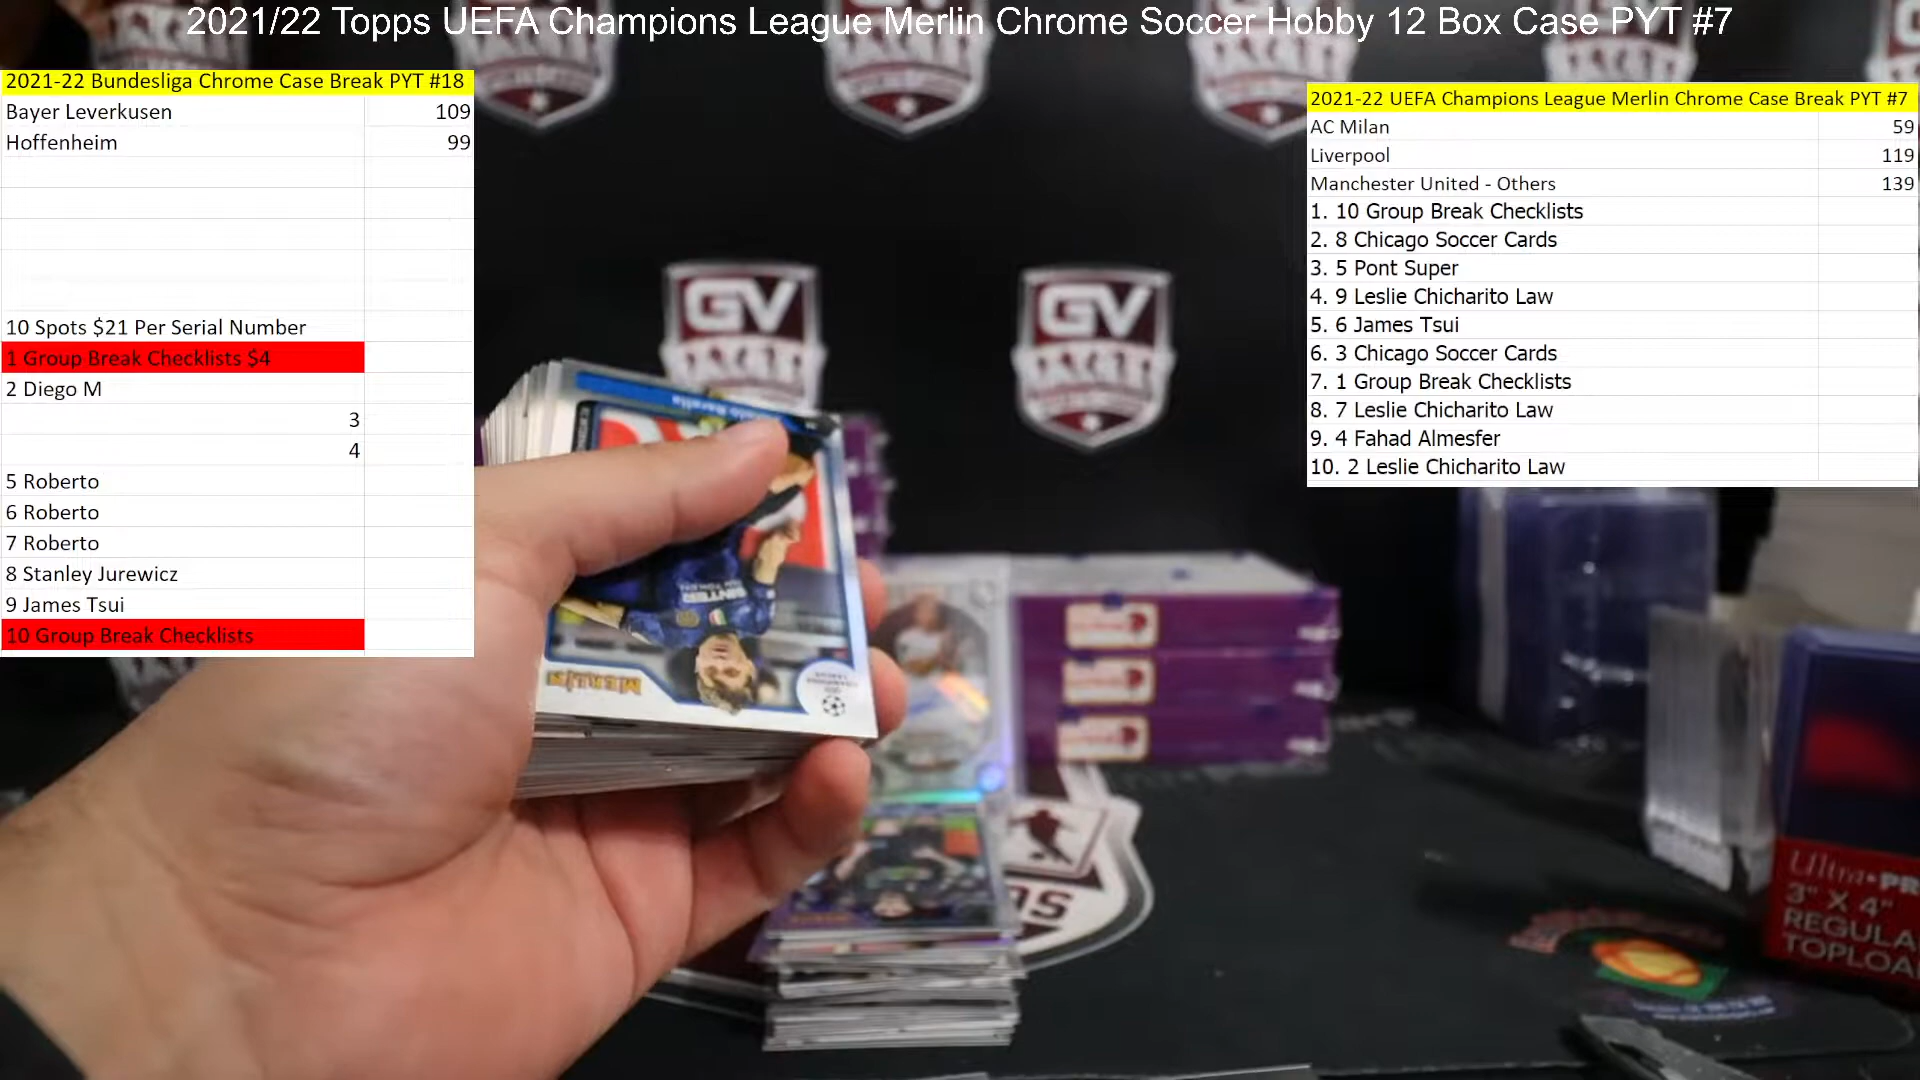 2021/22 Topps UEFA Champions League Merlin Chrome Soccer Hobby 12 Box Case PYT #7
2021-22 Bundesliga Chrome Case Break PYT #18
Bayer Leverkusen 109
Hoffenheim 99
10 Spots $21 Per Serial Number
1 Group Break Checklists $4
2 Diego M
3
4
5 Roberto
6 Roberto
7 Roberto
8 Stanley Jurewicz
9 James Tsui
10 Group Break Checklists
2021-22 UEFA Champions League Merlin Chrome Case Break PYT #7
AC Milan 59
Liverpool 119
Manchester United - Others 139
1. 10 Group Break Checklists
2. 8 Chicago Soccer Cards
3. 5 Pont Super
4. 9 Leslie Chicharito Law
5. 6 James Tsui
6. 3 Chicago Soccer Cards
7. 1 Group Break Checklists
8. 7 Leslie Chicharito Law
9. 4 Fahad Almesfer
10. 2 Leslie Chicharito Law
GV
GV
MERLIN
Ultra•PR
3" X 4"
REGULA
TOPLOA